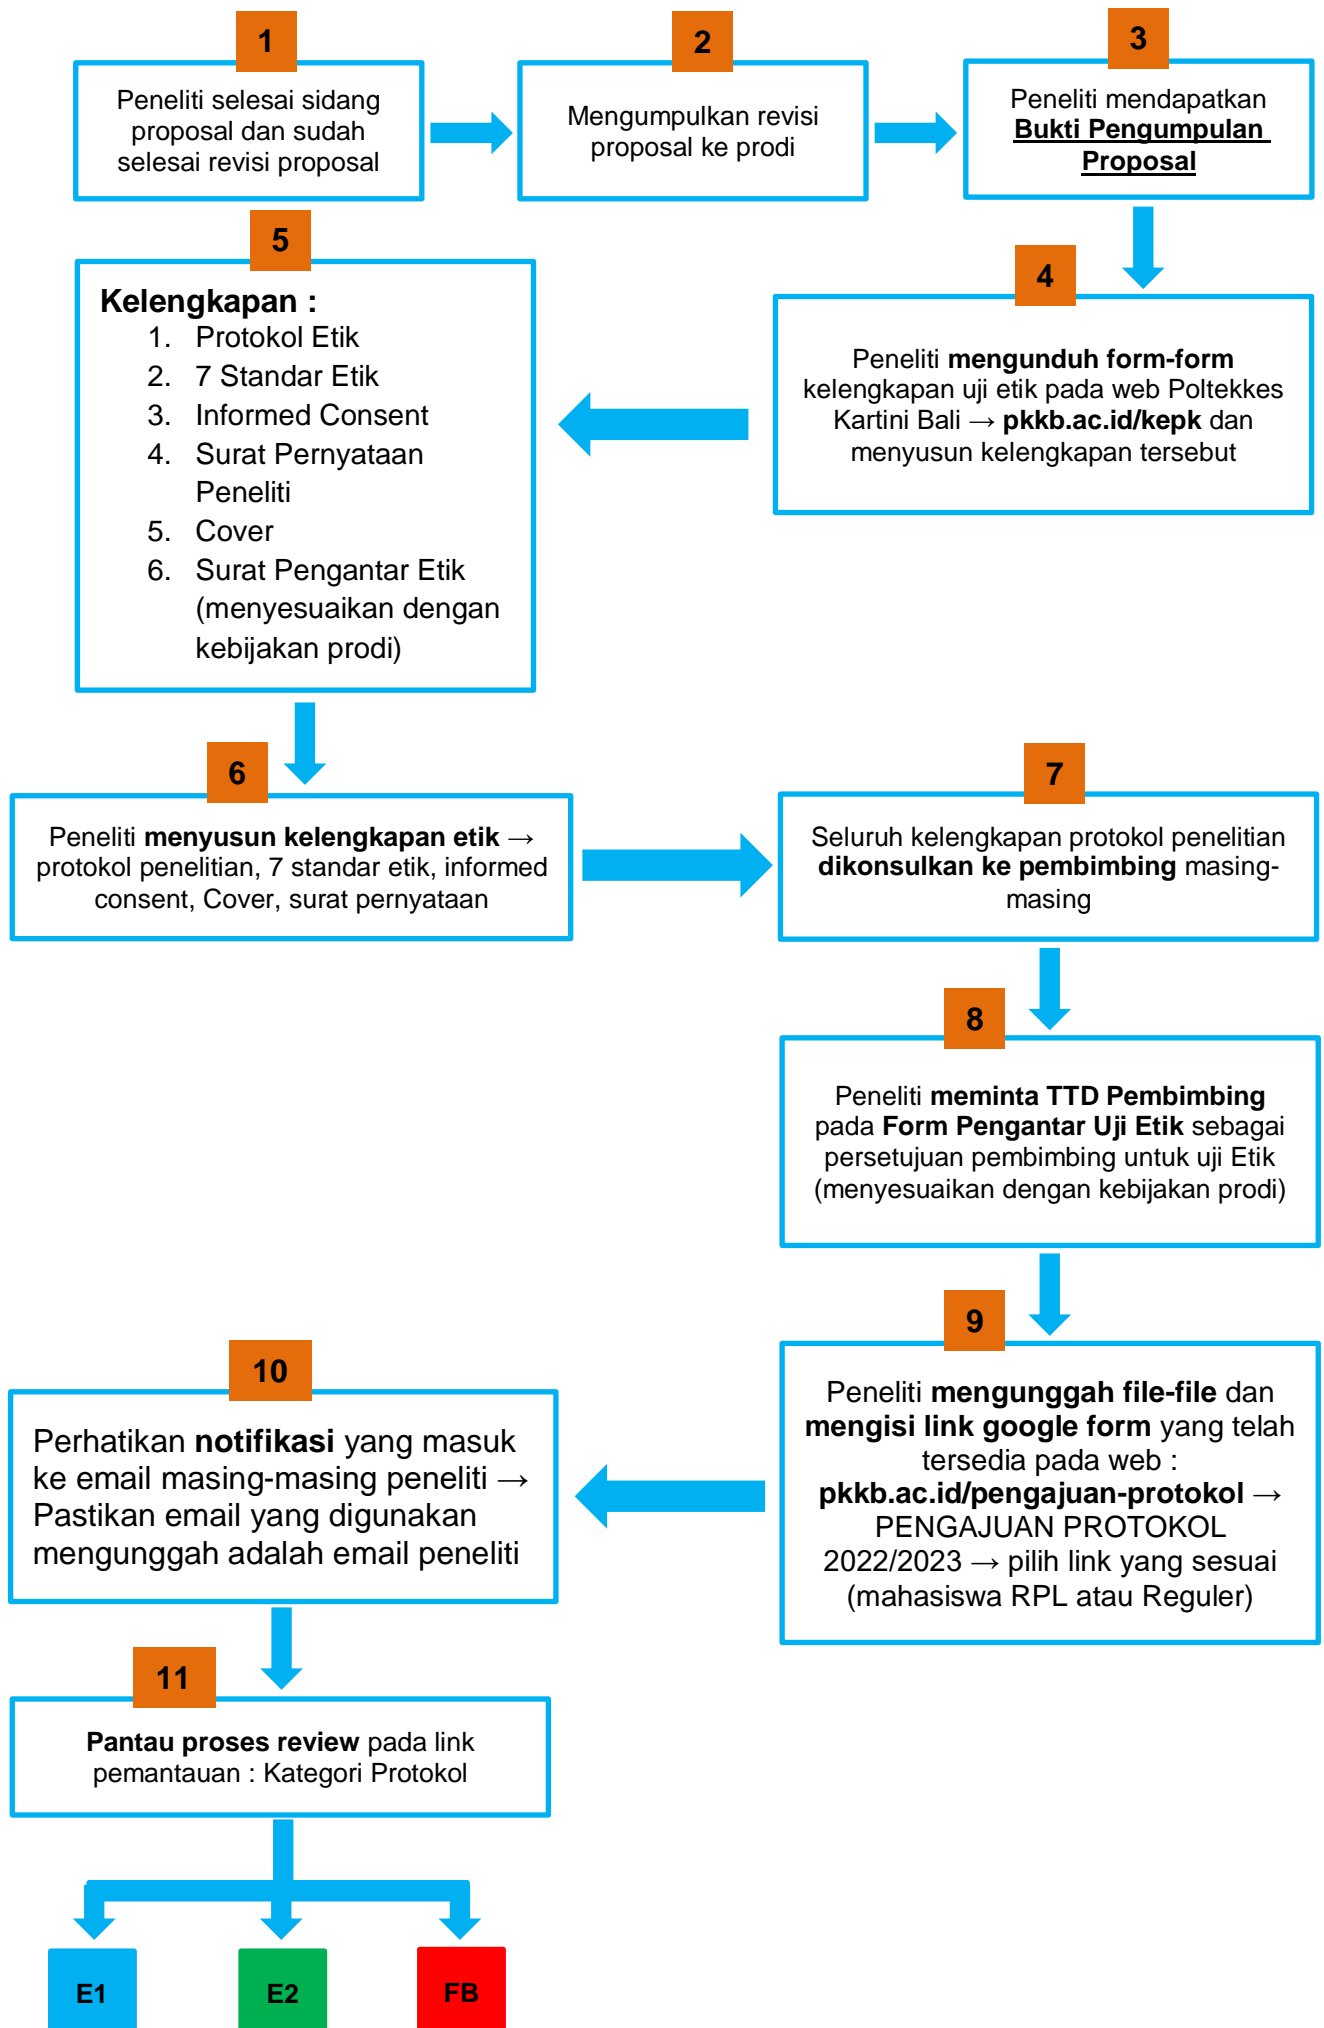 1
Peneliti selesai sidang
proposal dan sudah
selesai revisi proposal
2
Mengumpulkan revisi
proposal ke prodi
3
Peneliti mendapatkan
Bukti Pengumpulan
Proposal
4
Peneliti mengunduh form-form
kelengkapan uji etik pada web Poltekkes
Kartini Bali → pkkb.ac.id/kepk dan
menyusun kelengkapan tersebut
5
Kelengkapan :
1. Protokol Etik
2. 7 Standar Etik
3. Informed Consent
4. Surat Pernyataan
Peneliti
5. Cover
6. Surat Pengantar Etik
(menyesuaikan dengan
kebijakan prodi)
6
Peneliti menyusun kelengkapan etik →
protokol penelitian, 7 standar etik, informed
consent, Cover, surat pernyataan
7
Seluruh kelengkapan protokol penelitian
dikonsulkan ke pembimbing masing-
masing
8
Peneliti meminta TTD Pembimbing
pada Form Pengantar Uji Etik sebagai
persetujuan pembimbing untuk uji Etik
(menyesuaikan dengan kebijakan prodi)
9
Peneliti mengunggah file-file dan
mengisi link google form yang telah
tersedia pada web :
pkkb.ac.id/pengajuan-protokol →
PENGAJUAN PROTOKOL
2022/2023 → pilih link yang sesuai
(mahasiswa RPL atau Reguler)
10
Perhatikan notifikasi yang masuk
ke email masing-masing peneliti →
Pastikan email yang digunakan
mengunggah adalah email peneliti
11
Pantau proses review pada link
pemantauan : Kategori Protokol
E1
E2
FB